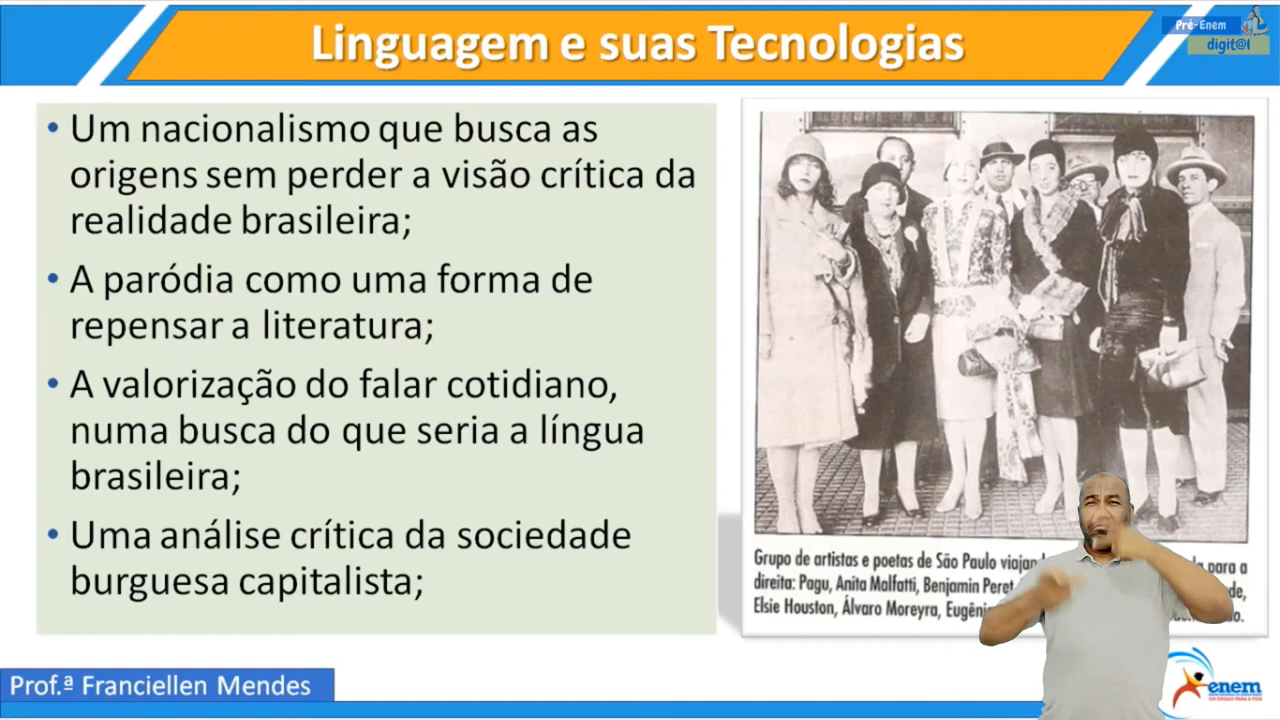 Linguagem e suas Tecnologias
Pré-Enem
digit@l
• Um nacionalismo que busca as
origens sem perder a visão crítica da
realidade brasileira;
• A paródia como uma forma de
repensar a literatura;
• A valorização do falar cotidiano,
numa busca do que seria a língua
brasileira;
• Uma análise crítica da sociedade
burguesa capitalista;
Grupo de artistas e poetas de São Paulo para a
direita: Pagu, Anita Malfatti, Benjamin Peret
Elsie Houston, Álvaro Moreyra,
Prof.ª Franciellen Mendes
enem